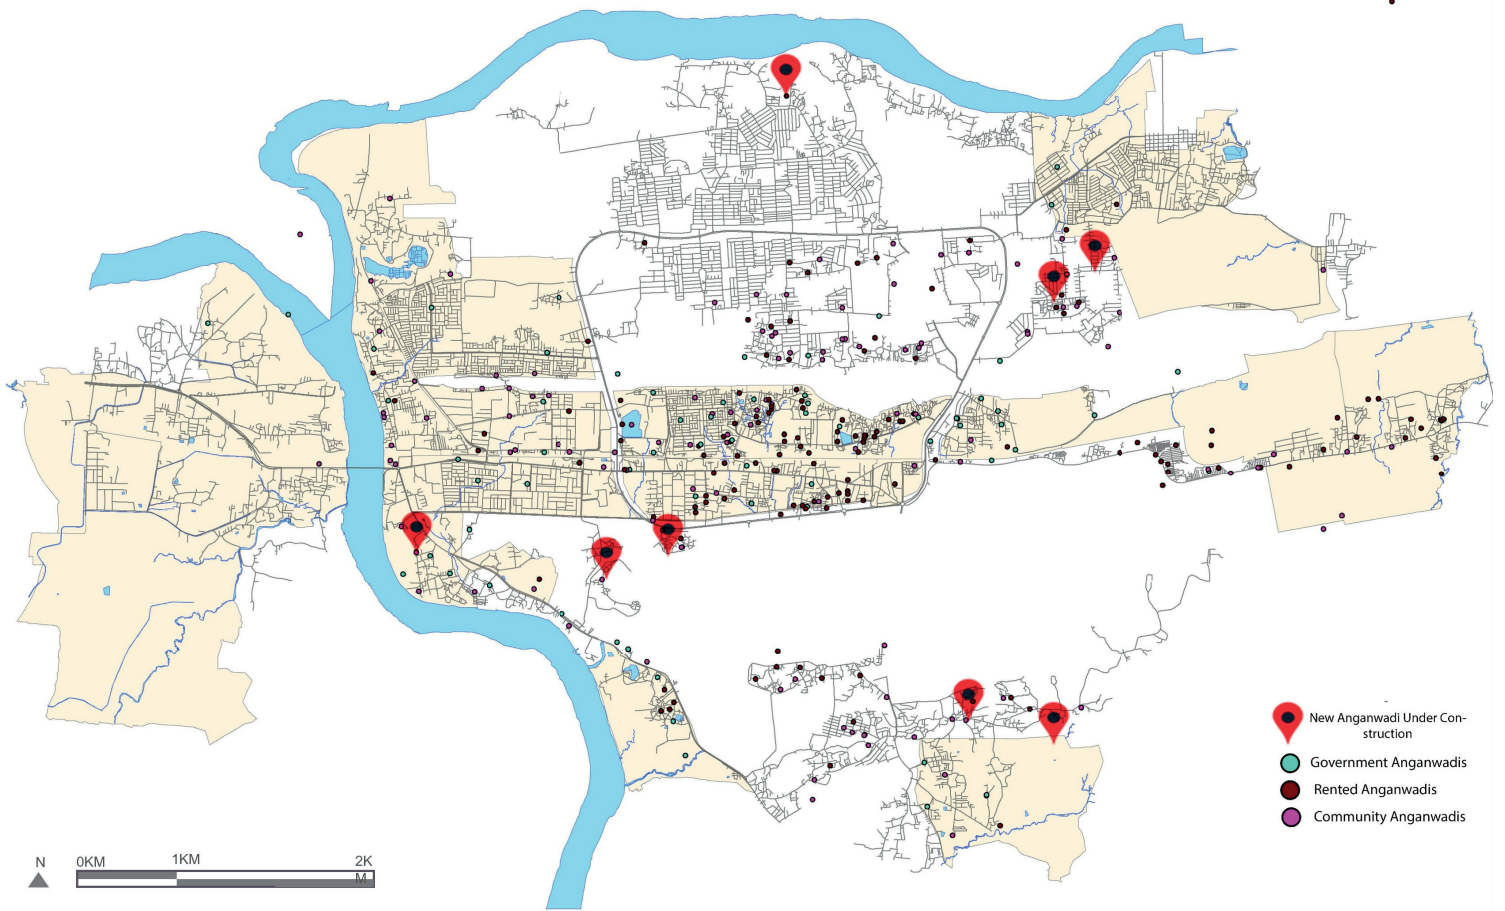 New Anganwadi Under Con-
struction
Government Anganwadis
Rented Anganwadis
Community Anganwadis
N
0KM 1KM 2K
M